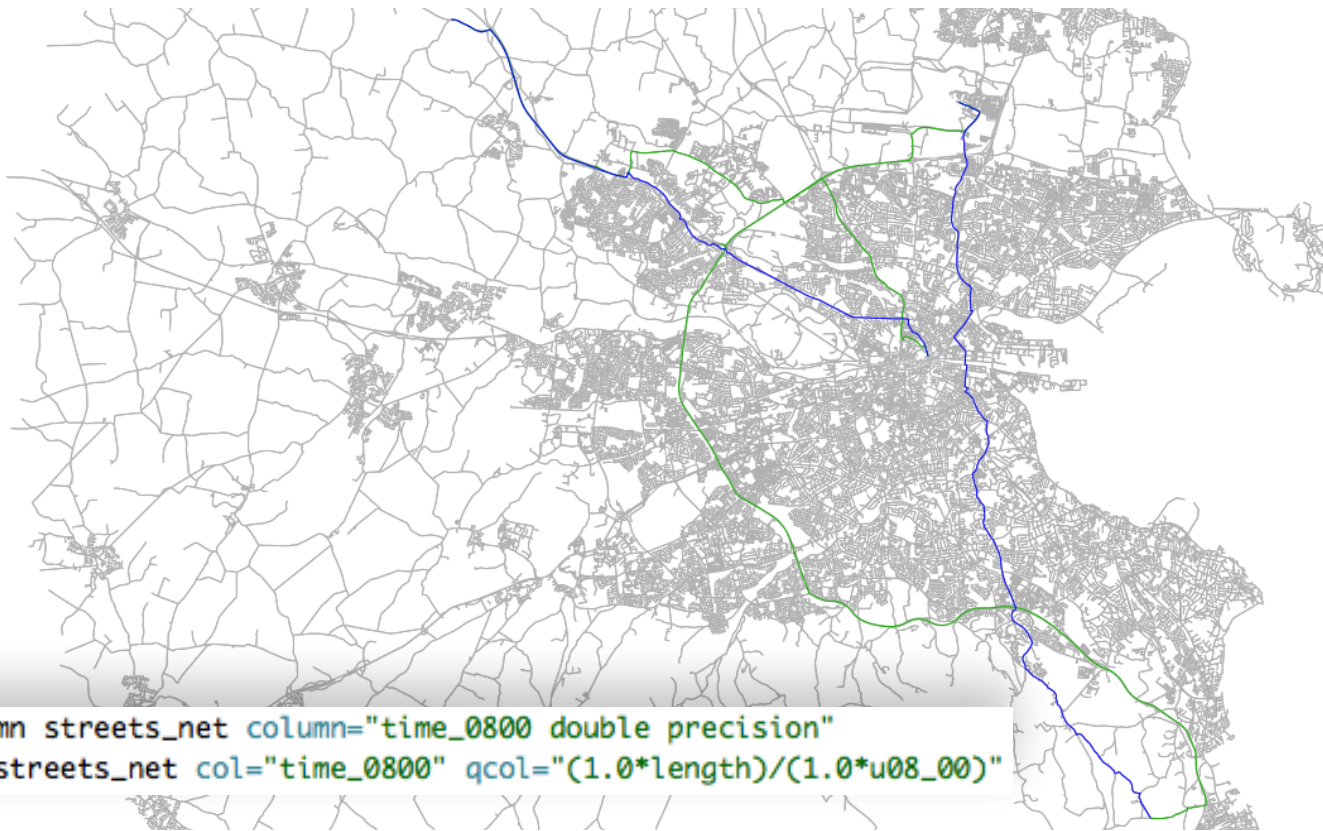 mn streets_net column="time_0800 double precision"
streets_net col="time_0800" qcol="(1.0*length)/(1.0*u08_00)"